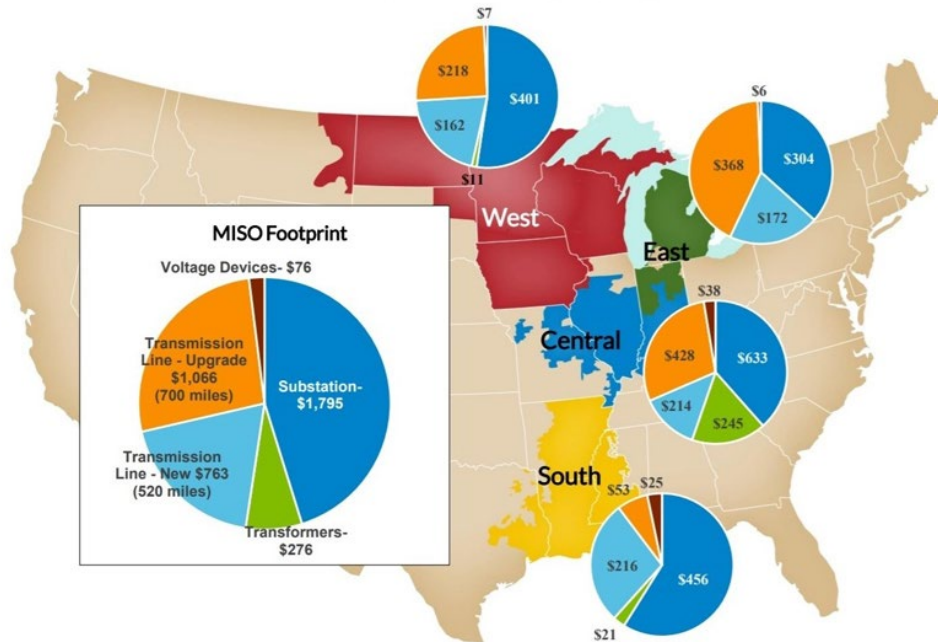 $7
$218
$401
$162
$11
$6
$368
$304
$172
West
East
MISO Footprint
Voltage Devices- $76
Transmission
Line - Upgrade
$1,066
(700 miles)
Substation-
$1,795
Transmission
Line - New $763
(520 miles)
Transformers-
$276
Central
$38
$428
$633
$214
$245
South
$53
$25
$216
$456
$21